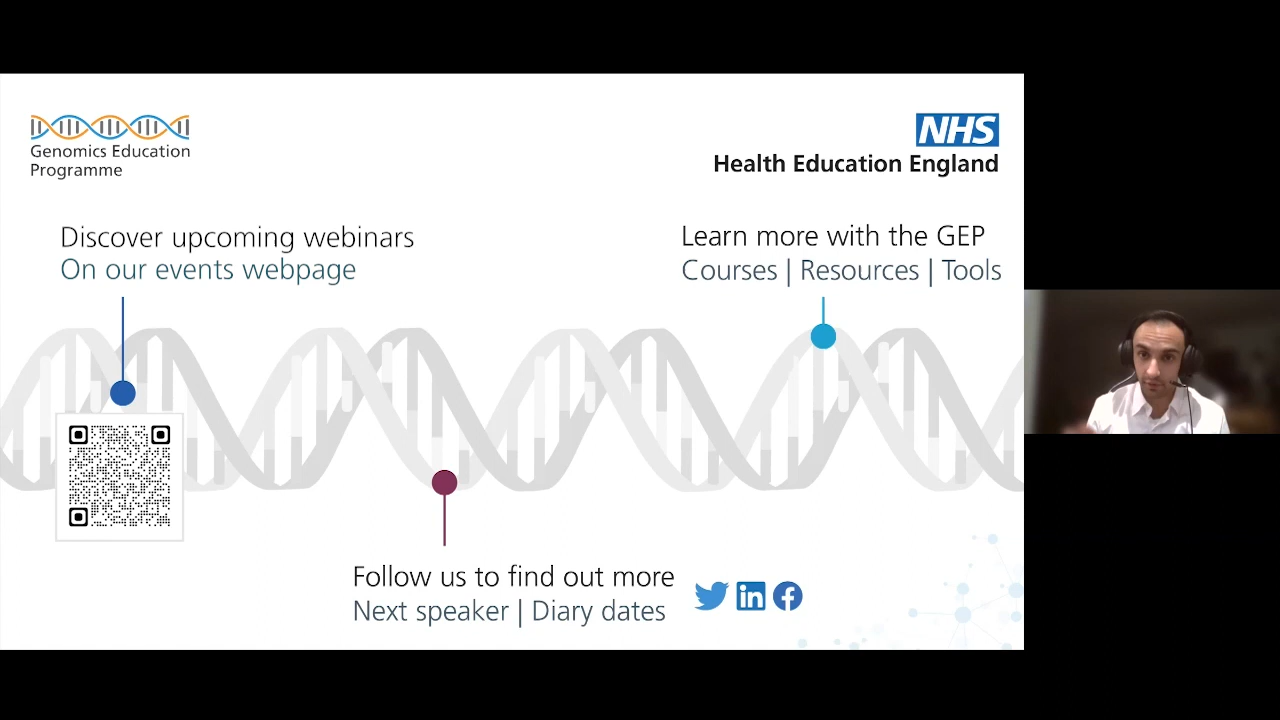 Genomics Education
Programme
NHS
Health Education England
Discover upcoming webinars
On our events webpage
Learn more with the GEP
Courses | Resources | Tools
Follow us to find out more
Next speaker | Diary dates
in
f